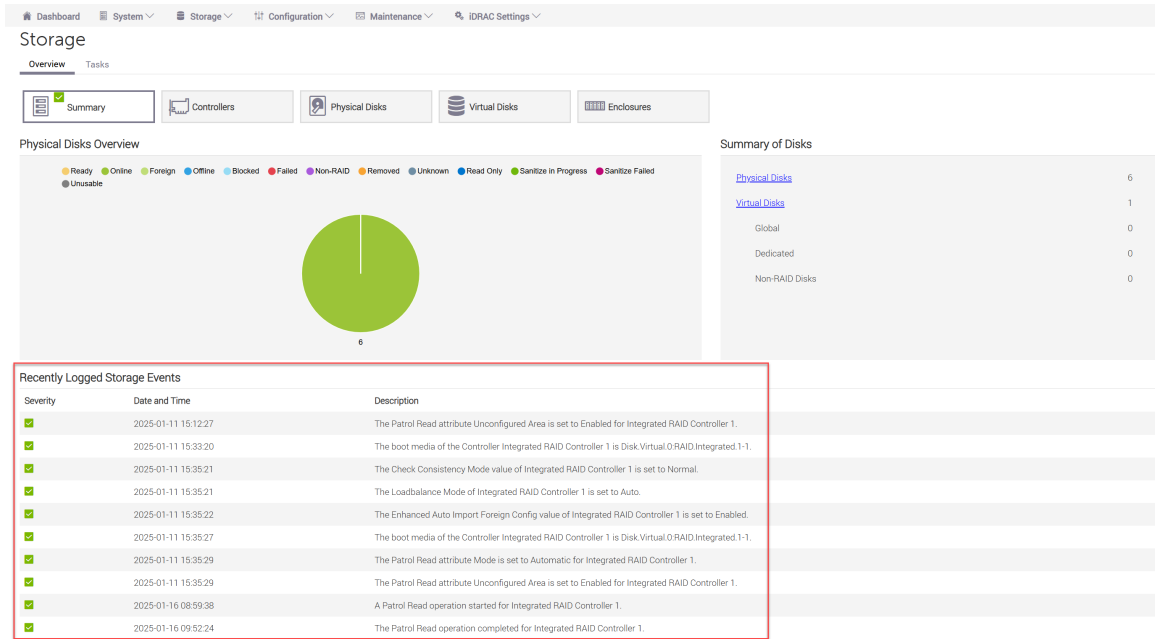 Dashboard System Storage Configuration Maintenance iDRAC Settings
Storage
Overview Tasks
Summary Controllers Physical Disks Virtual Disks Enclosures
Physical Disks Overview
Ready Online Foreign Offline Blocked Failed Non-RAID Removed Unknown Read Only Sanitize in Progress Sanitize Failed
Unusable
6
Summary of Disks
Physical Disks 6
Virtual Disks 1
Global 0
Dedicated 0
Non-RAID Disks 0
Recently Logged Storage Events
Severity Date and Time Description
2025-01-11 15:12:27 The Patrol Read attribute Unconfigured Area is set to Enabled for Integrated RAID Controller 1.
2025-01-11 15:33:20 The boot media of the Controller Integrated RAID Controller 1 is Disk.Virtual.0:RAID.Integrated.1-1.
2025-01-11 15:35:21 The Check Consistency Mode value of Integrated RAID Controller 1 is set to Normal.
2025-01-11 15:35:21 The Loadbalance Mode of Integrated RAID Controller 1 is set to Auto.
2025-01-11 15:35:22 The Enhanced Auto Import Foreign Config value of Integrated RAID Controller 1 is set to Enabled.
2025-01-11 15:35:27 The boot media of the Controller Integrated RAID Controller 1 is Disk.Virtual.0:RAID.Integrated.1-1.
2025-01-11 15:35:29 The Patrol Read attribute Mode is set to Automatic for Integrated RAID Controller 1.
2025-01-11 15:35:29 The Patrol Read attribute Unconfigured Area is set to Enabled for Integrated RAID Controller 1.
2025-01-16 08:59:38 A Patrol Read operation started for Integrated RAID Controller 1.
2025-01-16 09:52:24 The Patrol Read operation completed for Integrated RAID Controller 1.